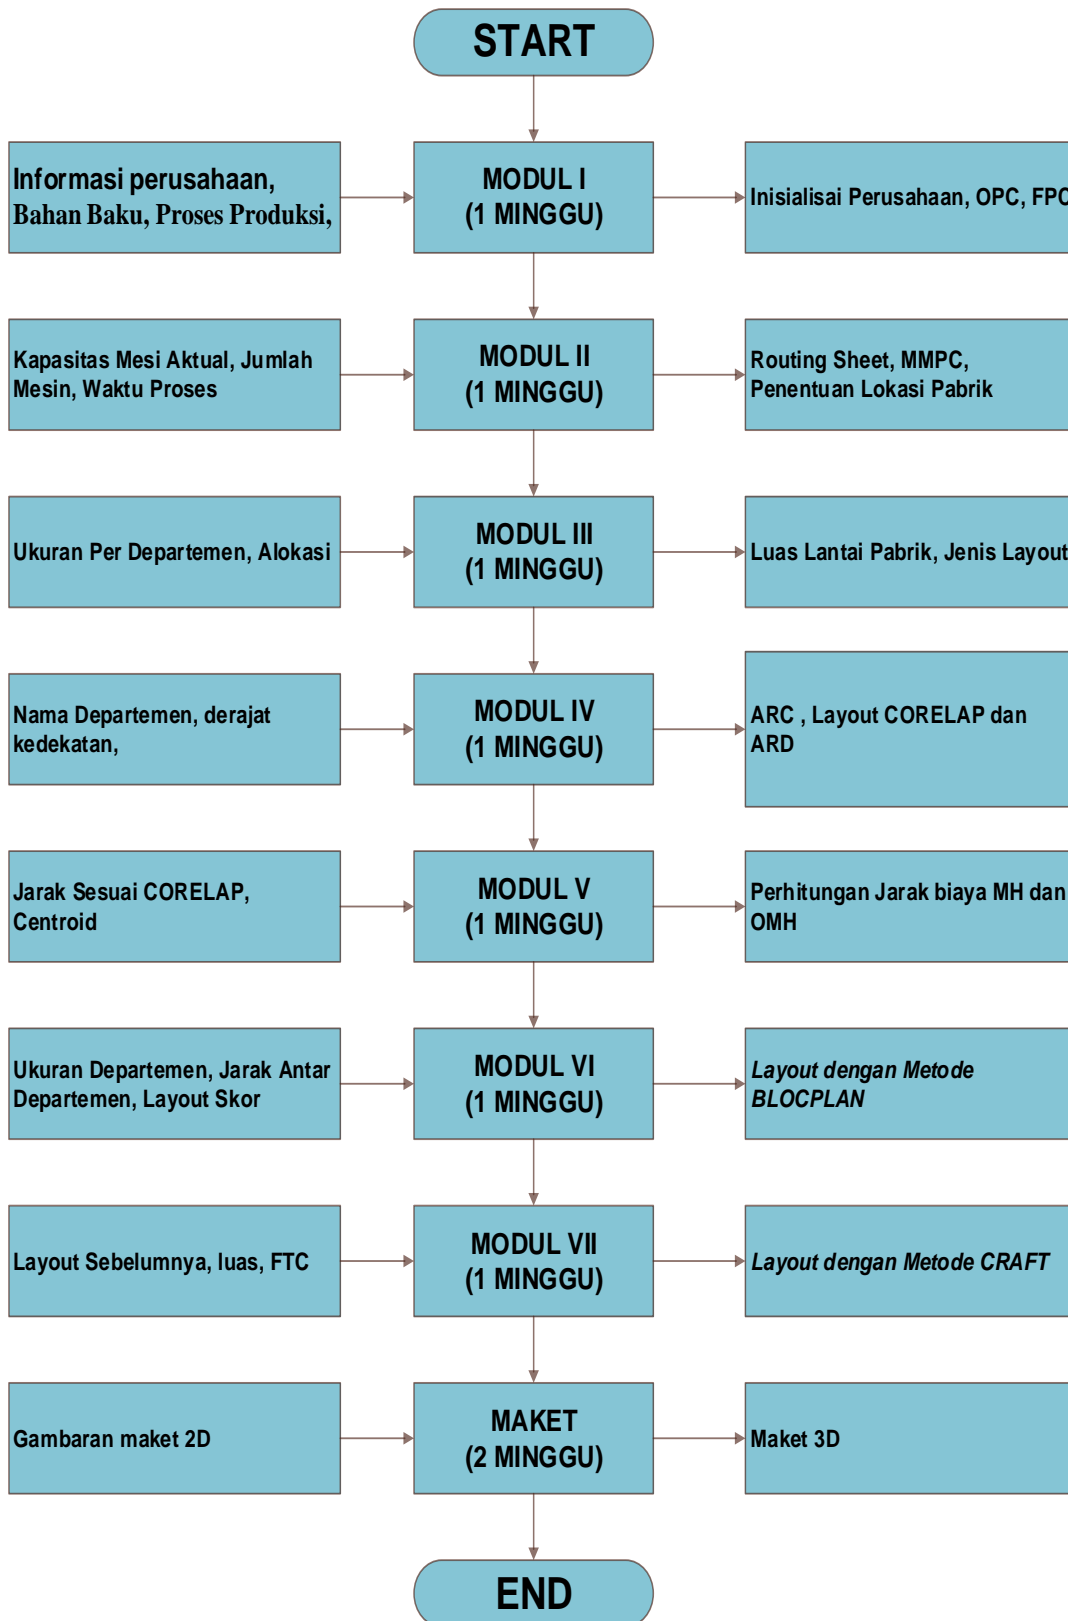 START
Informasi perusahaan,
Bahan Baku, Proses Produksi,
MODUL I
(1 MINGGU)
Inisialisai Perusahaan, OPC, FPC
Kapasitas Mesi Aktual, Jumlah
Mesin, Waktu Proses
MODUL II
(1 MINGGU)
Routing Sheet, MMPC,
Penentuan Lokasi Pabrik
Ukuran Per Departemen, Alokasi
MODUL III
(1 MINGGU)
Luas Lantai Pabrik, Jenis Layout
Nama Departemen, derajat
kedekatan,
MODUL IV
(1 MINGGU)
ARC , Layout CORELAP dan
ARD
Jarak Sesuai CORELAP,
Centroid
MODUL V
(1 MINGGU)
Perhitungan Jarak biaya MH dan
OMH
Ukuran Departemen, Jarak Antar
Departemen, Layout Skor
MODUL VI
(1 MINGGU)
Layout dengan Metode
BLOCPLAN
Layout Sebelumnya, luas, FTC
MODUL VII
(1 MINGGU)
Layout dengan Metode CRAFT
Gambaran maket 2D
MAKET
(2 MINGGU)
Maket 3D
END